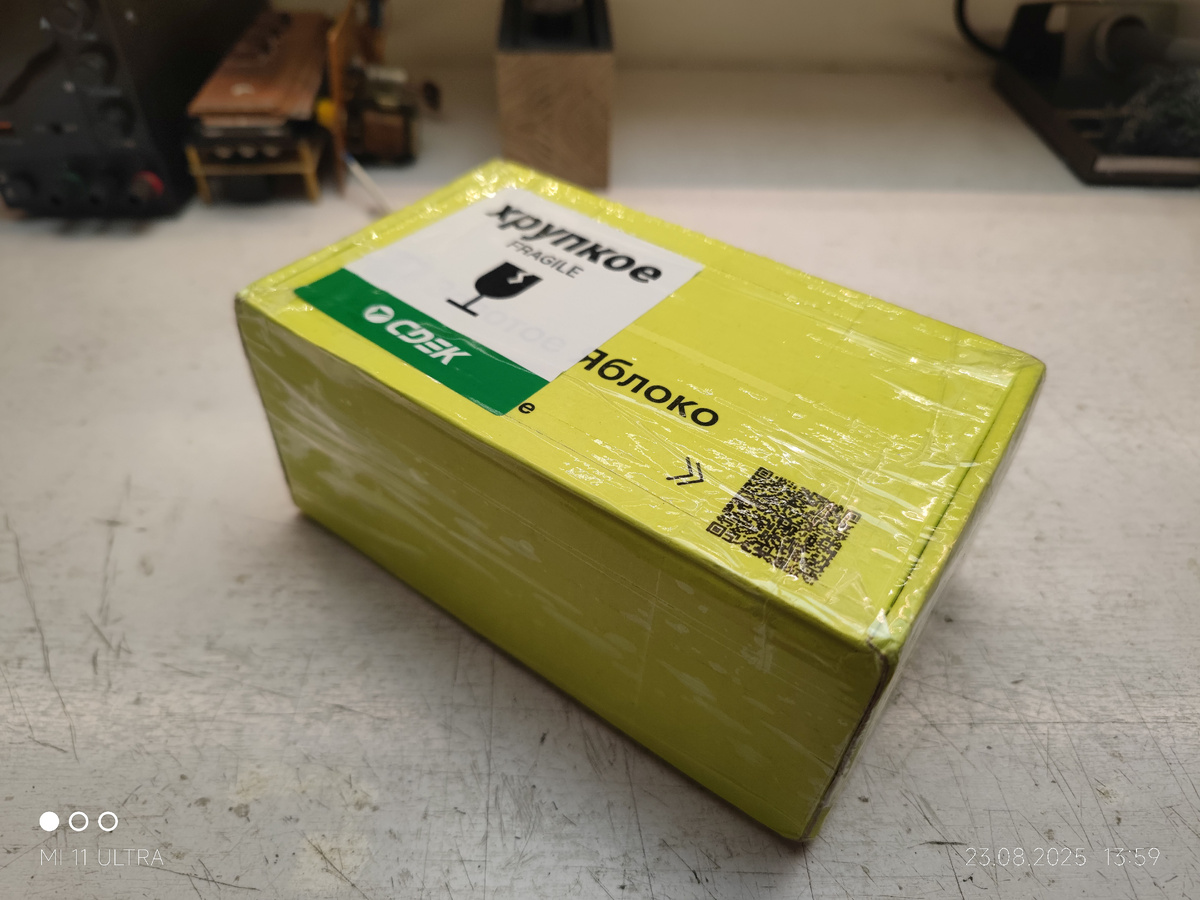 хрупкое
FRAGILE
CDEK
яблоко
е
MI 11 ULTRA
23.08.2025 13:59